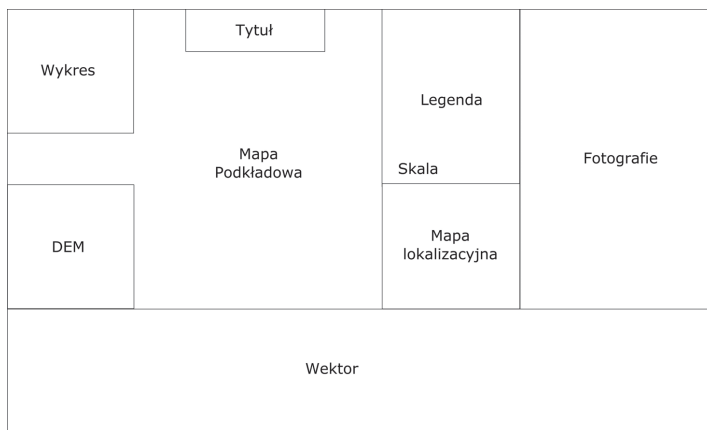 Tytuł
Wykres
Legenda
Mapa
Podkładowa
Skala
Fotografie
DEM
Mapa
lokalizacyjna
Wektor